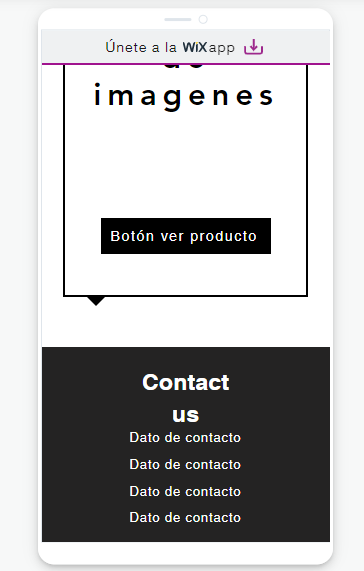 Únete a la WiX app
de
imagenes
Botón ver producto
Contact
us
Dato de contacto
Dato de contacto
Dato de contacto
Dato de contacto